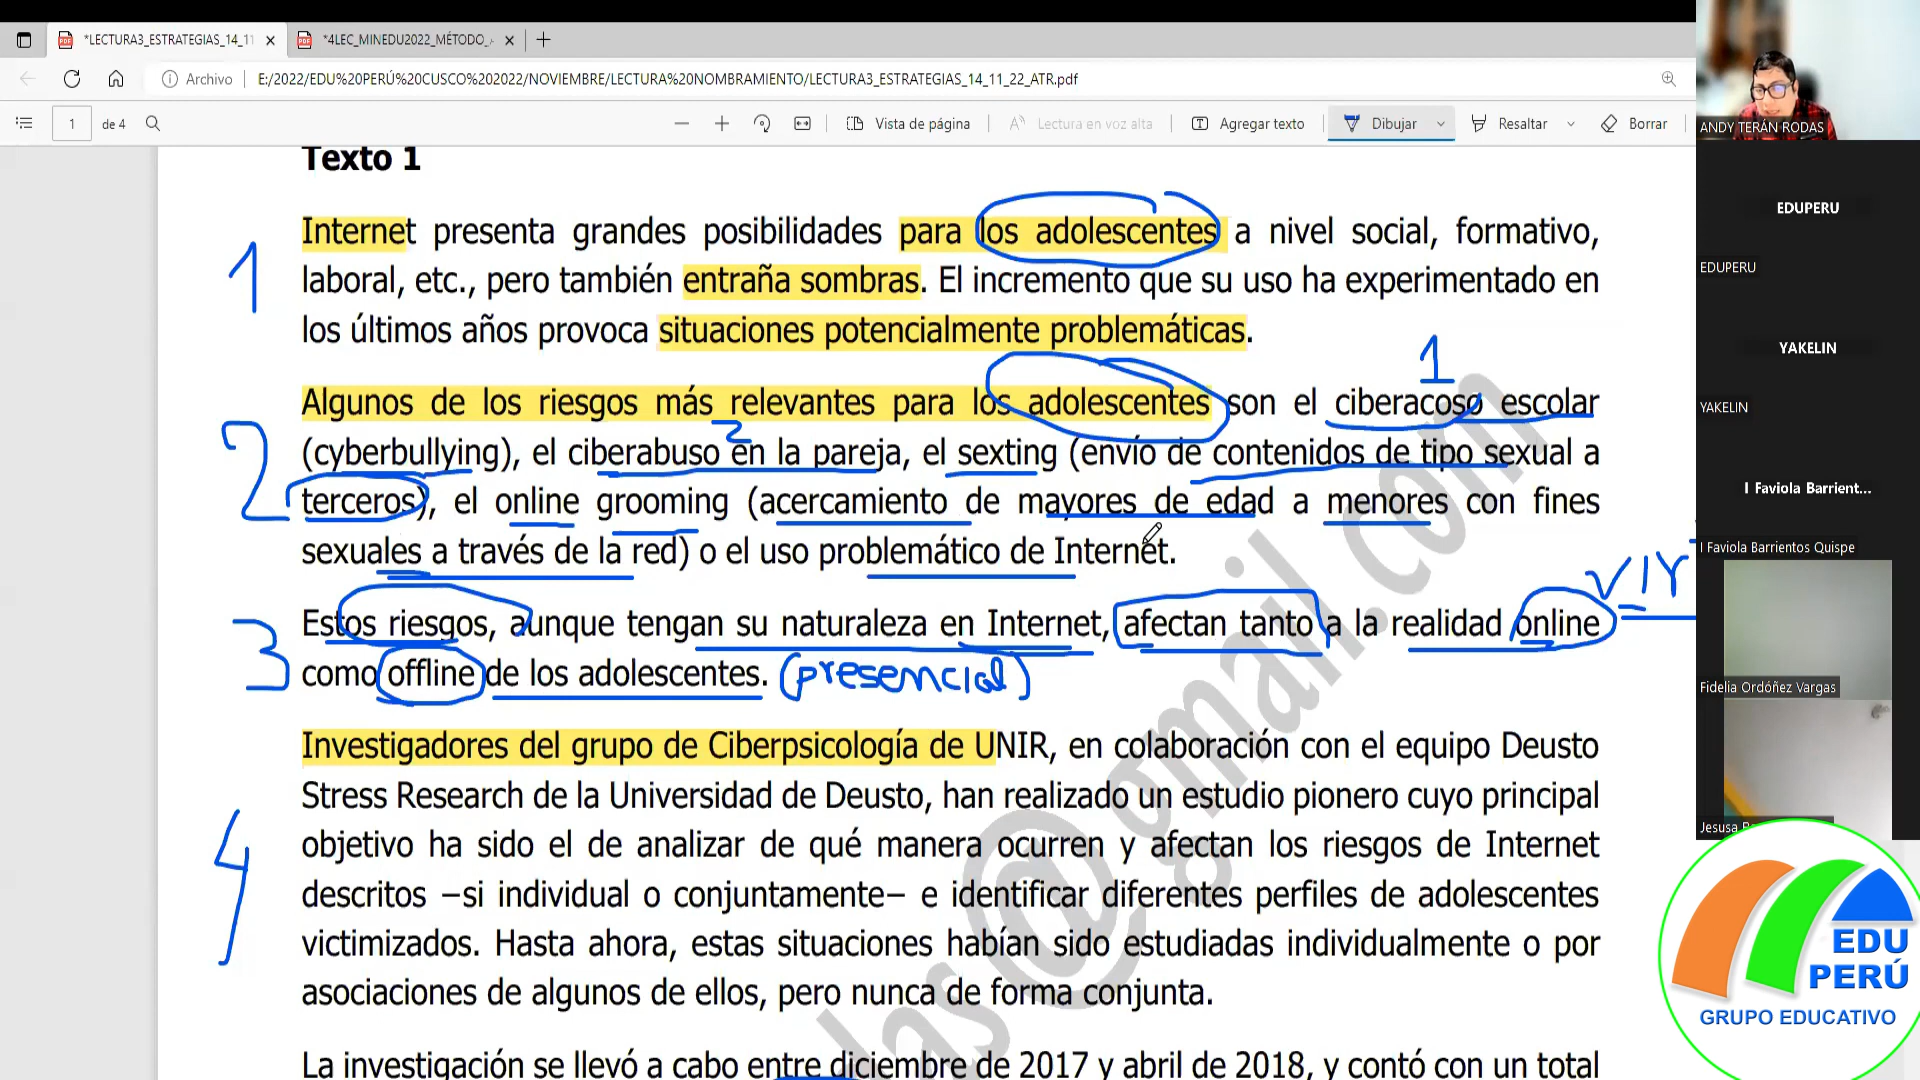 *LECTURA3_ESTRATEGIAS_14_11
*4LEC_MINEDU2022_MÉTODO_
Archivo
E:/2022/EDU%20PERÚ%20CUSCO%202022/NOVIEMBRE/LECTURA%20NOMBRAMIENTO/LECTURA3_ESTRATEGIAS_14_11_22_ATR.pdf
1 de 4
Vista de página
Lectura en voz alta
Agregar texto
Dibujar
Resaltar
Borrar
Texto 1
1
Internet presenta grandes posibilidades para los adolescentes a nivel social, formativo,
laboral, etc., pero también entraña sombras. El incremento que su uso ha experimentado en
los últimos años provoca situaciones potencialmente problemáticas.
1
Algunos de los riesgos más relevantes para los adolescentes son el ciberacoso escolar
2
2
(cyberbullying), el ciberabuso en la pareja, el sexting (envío de contenidos de tipo sexual a
terceros), el online grooming (acercamiento de mayores de edad a menores con fines
sexuales a través de la red) o el uso problemático de Internet.
vir
3
Estos riesgos, aunque tengan su naturaleza en Internet, afectan tanto a la realidad online
como offline de los adolescentes. (presencial)
Investigadores del grupo de Ciberpsicología de UNIR, en colaboración con el equipo Deusto
Stress Research de la Universidad de Deusto, han realizado un estudio pionero cuyo principal
4
objetivo ha sido el de analizar de qué manera ocurren y afectan los riesgos de Internet
descritos –si individual o conjuntamente– e identificar diferentes perfiles de adolescentes
victimizados. Hasta ahora, estas situaciones habían sido estudiadas individualmente o por
asociaciones de algunos de ellos, pero nunca de forma conjunta.
La investigación se llevó a cabo entre diciembre de 2017 y abril de 2018, y contó con un total
das@gmail.com
ANDY TERÁN RODAS
EDUPERU
EDUPERU
YAKELIN
YAKELIN
I Faviola Barrient...
I Faviola Barrientos Quispe
Fidelia Ordóñez Vargas
Jesusa
EDU
PERÚ
GRUPO EDUCATIVO